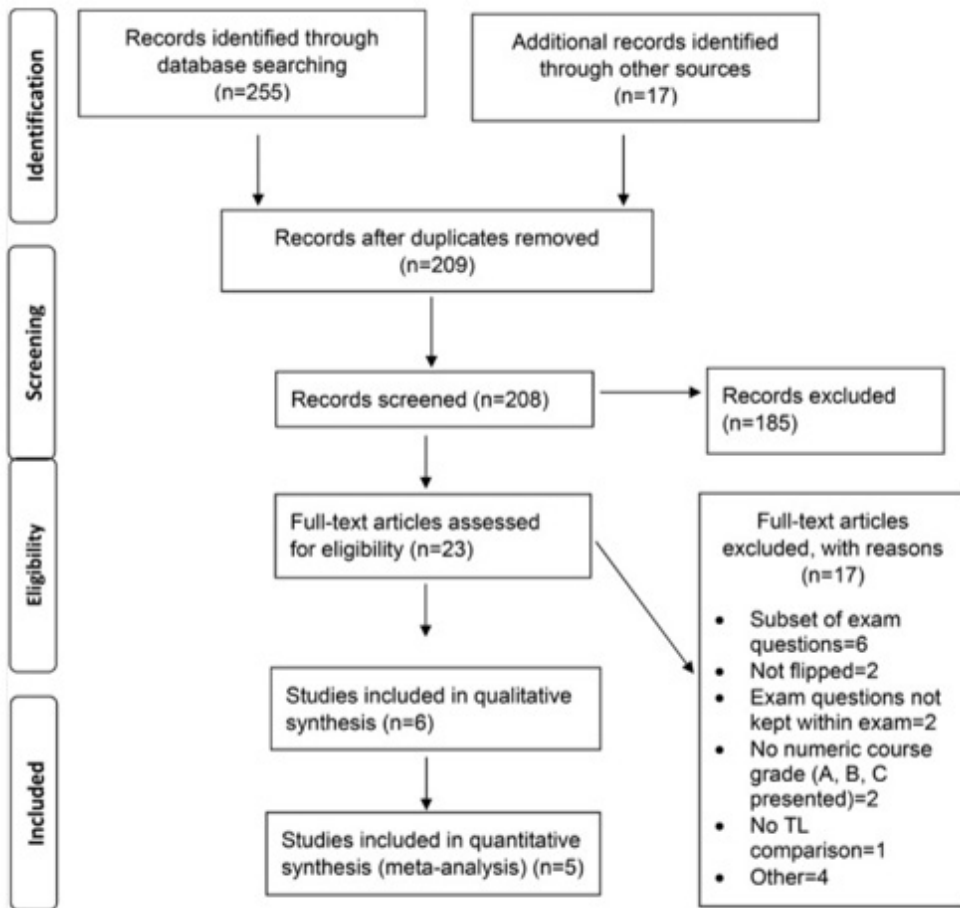 Identification
Records identified through
database searching
(n=255)
Additional records identified
through other sources
(n=17)
Records after duplicates removed
(n=209)
Screening
Records screened (n=208)
Records excluded
(n=185)
Eligibility
Full-text articles assessed
for eligibility (n=23)
Full-text articles
excluded, with reasons
(n=17)
• Subset of exam
questions=6
• Not flipped=2
• Exam questions not
kept within exam=2
• No numeric course
grade (A, B, C
presented)=2
• No TL
comparison=1
• Other=4
Included
Studies included in qualitative
synthesis (n=6)
Studies included in quantitative
synthesis (meta-analysis) (n=5)